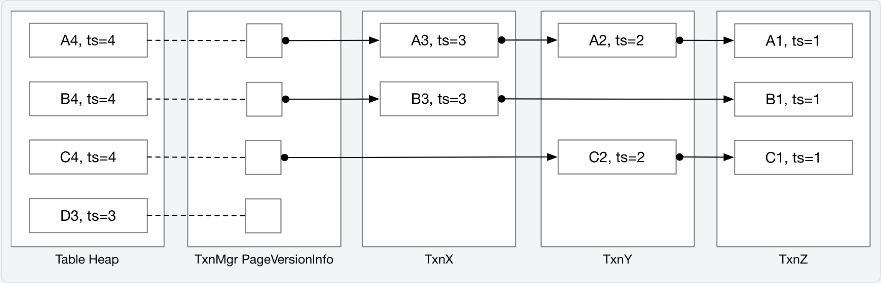 A4, ts=4
A3, ts=3
A2, ts=2
A1, ts=1
B4, ts=4
B3, ts=3
B1, ts=1
C4, ts=4
C2, ts=2
C1, ts=1
D3, ts=3
Table Heap
TxnMgr PageVersionInfo
TxnX
TxnY
TxnZ